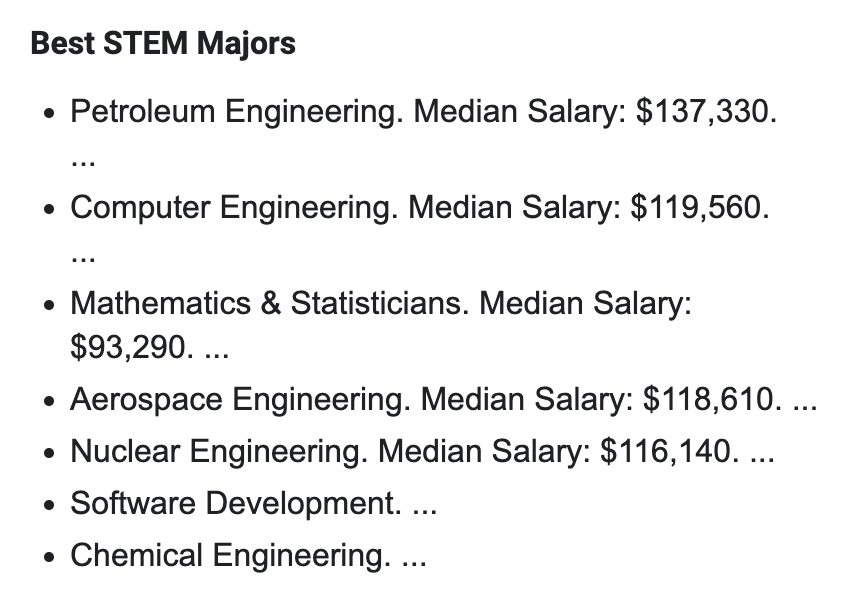 Best STEM Majors
• Petroleum Engineering. Median Salary: $137,330.
...
• Computer Engineering. Median Salary: $119,560.
...
• Mathematics & Statisticians. Median Salary:
$93,290. ...
• Aerospace Engineering. Median Salary: $118,610. ...
• Nuclear Engineering. Median Salary: $116,140. ...
• Software Development. ...
• Chemical Engineering. ...